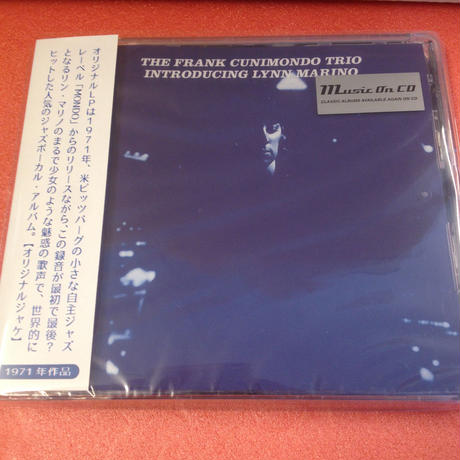 THE FRANK CUNIMONDO TRIO
INTRODUCING LYNN MARINO
Music On CD
CLASSIC ALBUMS AVAILABLE AGAIN ON CD
オリジナルLPは1971年、米ピッツバーグの小さな自主ジャズ
レーベル「MONDO」からのリリースながら、この録音が最初で最後?
となるリン・マリノのまるで少女のような魅惑の歌声で、世界的に
ヒットした人気のジャズボーカル・アルバム。【オリジナルジャケ】
1971年作品